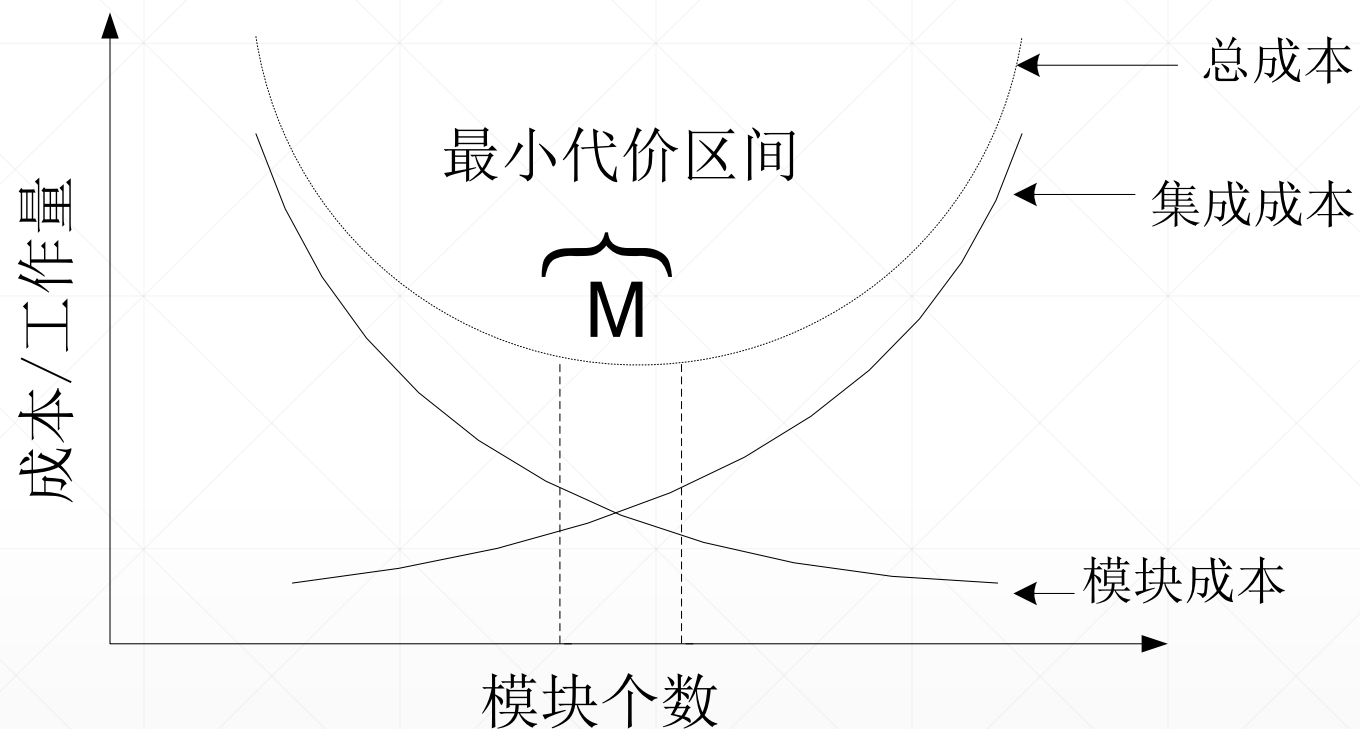 总成本
最小代价区间
集成成本
M
成本/工作量
模块成本
模块个数